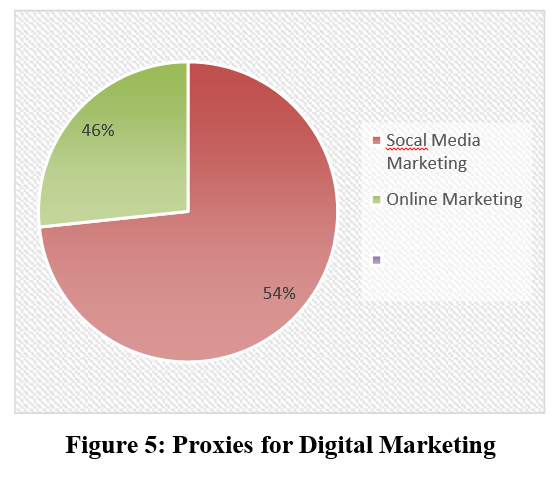 46%
54%
Socal Media
Marketing
Online Marketing
Figure 5: Proxies for Digital Marketing